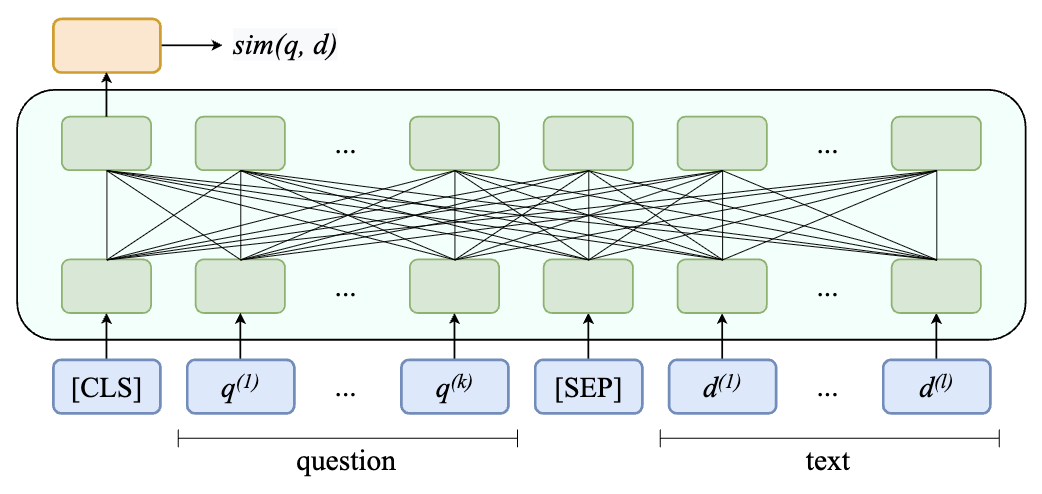 sim(q, d)
... ...
... ...
[CLS] q(1) ... q(k) [SEP] d(1) ... d(l)
question text